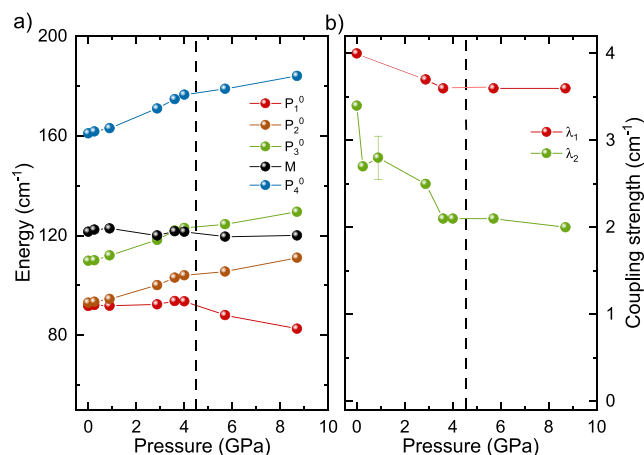 a)
200
160
120
80
Energy (cm⁻¹)
P₁⁰
P₂⁰
P₃⁰
M
P₄⁰
0 2 4 6 8 10
Pressure (GPa)
b)
λ₁
λ₂
4
3
2
1
0
Coupling strength (cm⁻¹)
0 2 4 6 8 10
Pressure (GPa)